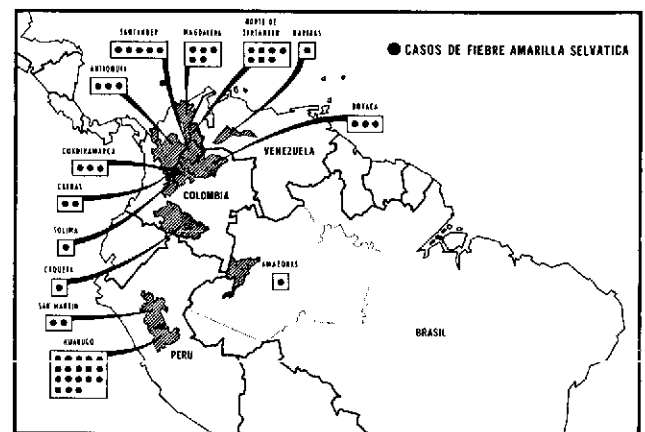 SANTANDER
MAGDALENA
NORTE DE
SANTANDER
BARINAS
● CASOS DE FIEBRE AMARILLA SELVATICA
ANTIOQUIA
BOYACA
CUNDINAMARCA
VENEZUELA
CALDAS
COLOMBIA
TOLIMA
CAQUETA
AMAZONAS
SAN MARTIN
BRASIL
HUANUCO
PERU